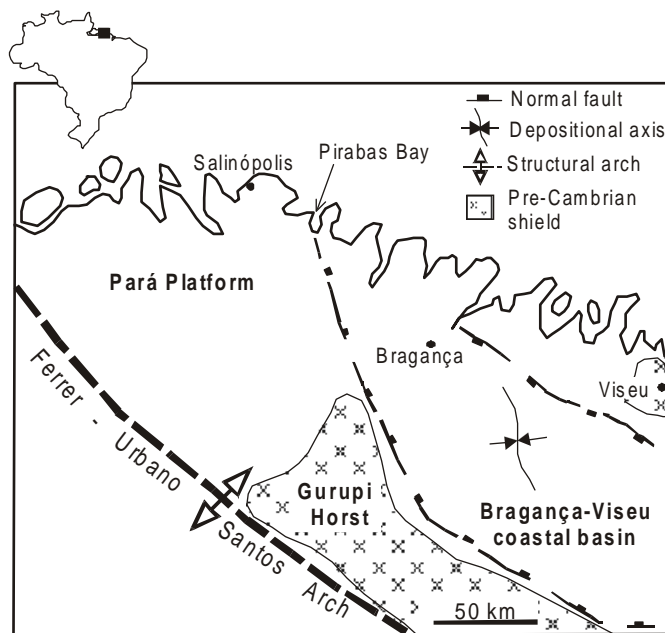 Normal fault
Depositional axis
Structural arch
Pre-Cambrian
shield
Salinópolis
Pirabas Bay
Pará Platform
Bragança
Viseu
Ferrer - Urbano Santos Arch
Gurupi
Horst
Bragança-Viseu
coastal basin
50 km